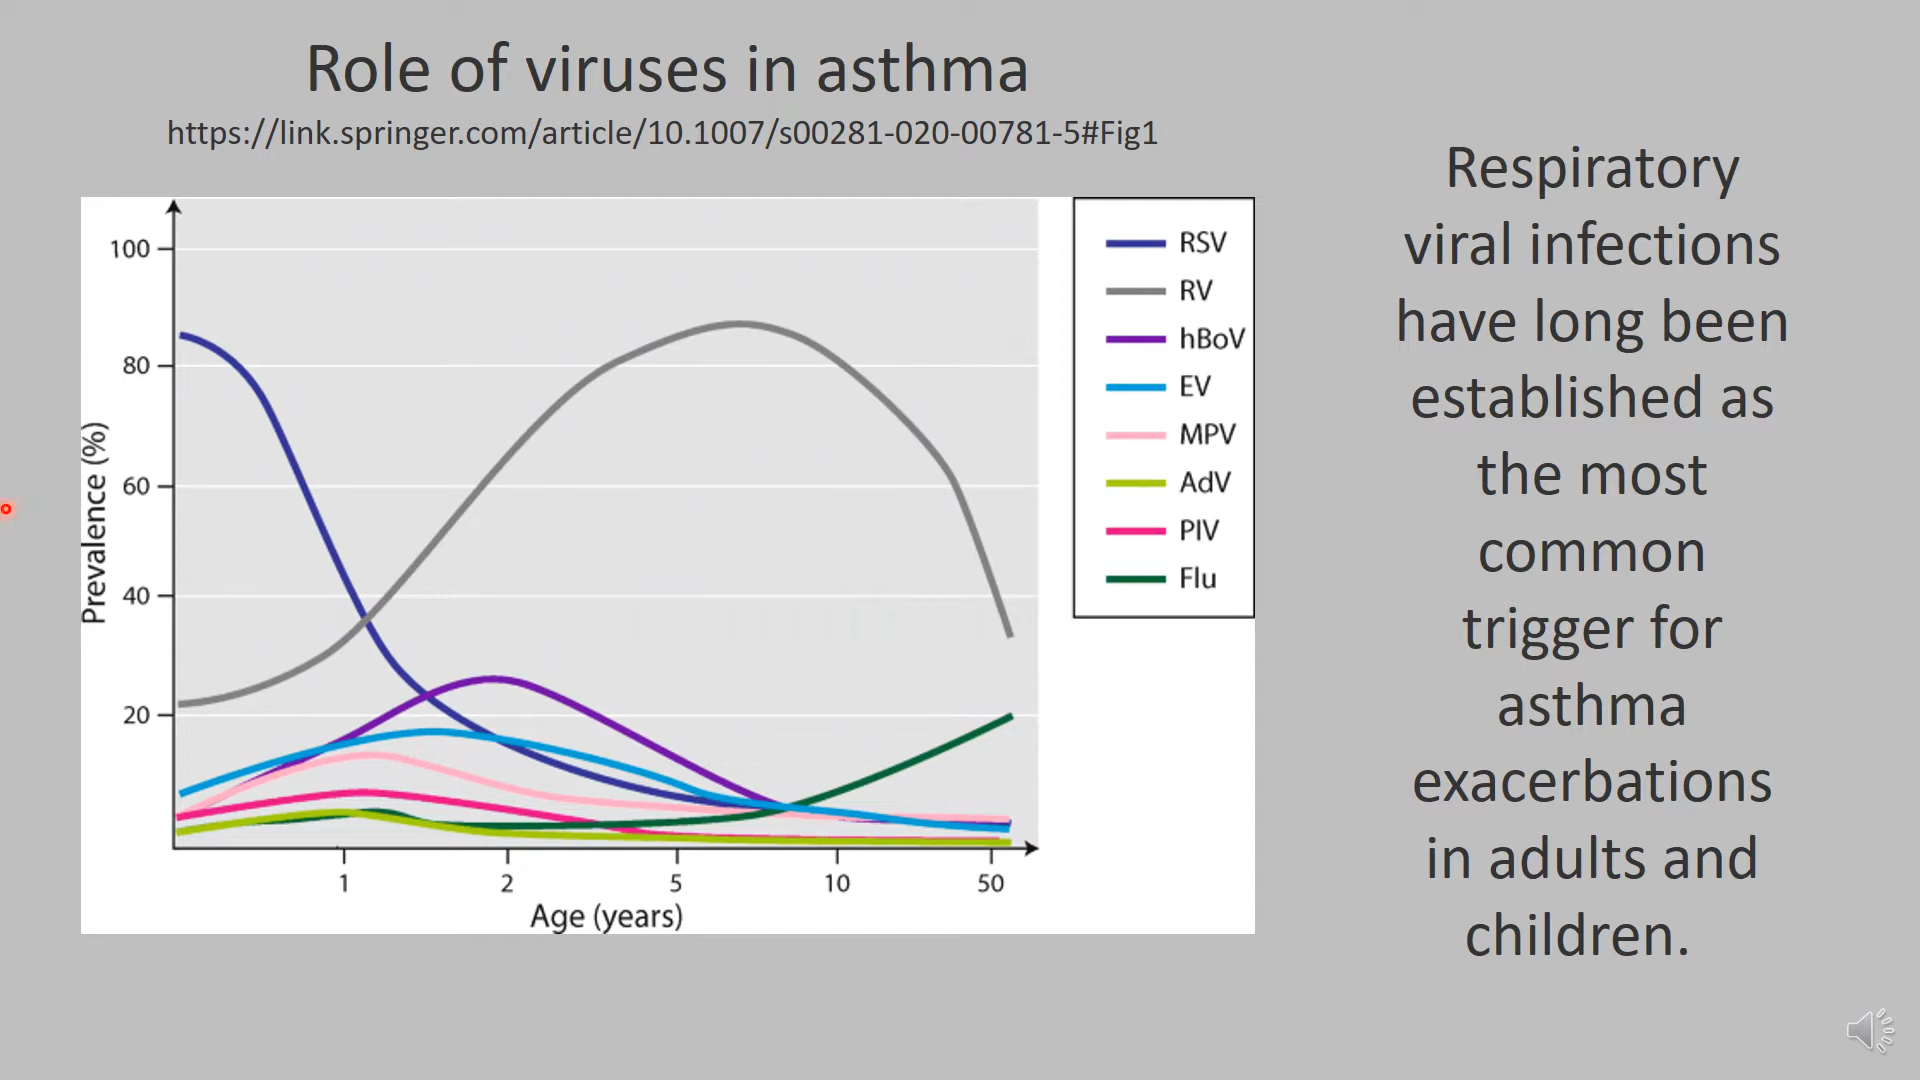 Role of viruses in asthma
https://link.springer.com/article/10.1007/s00281-020-00781-5#Fig1
100
80
60
40
20
Prevalence (%)
1
2
5
10
50
Age (years)
RSV
RV
hBoV
EV
MPV
AdV
PIV
Flu
Respiratory
viral infections
have long been
established as
the most
common
trigger for
asthma
exacerbations
in adults and
children.